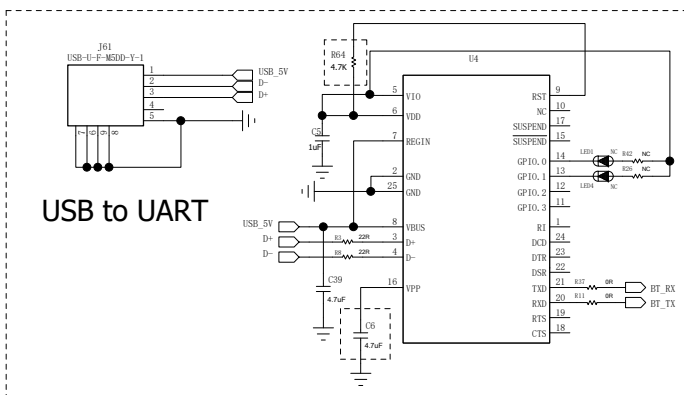 J61
USB-U-F-M5DD-Y-1
1 USB_5V
2 D-
3 D+
4
5
7 6 9 8
USB to UART
R64
4.7K
U4
5 VIO
6 VDD
7 REGIN
2 GND
25 GND
8 VBUS
3 D+
4 D-
16 VPP
RST 9
NC 10
SUSPEND 17
SUSPEND 15
GPIO.0 14
GPIO.1 13
GPIO.2 12
GPIO.3 11
RI 1
DCD 24
DTR 23
DSR 22
TXD 21
RXD 20
RTS 19
CTS 18
C5
1uF
USB_5V
D+ R3 22R
D- R8 22R
C39
4.7uF
C6
4.7uF
LED1 NC R42 NC
LED4 NC R26 NC
R37 0R BT_RX
R11 0R BT_TX